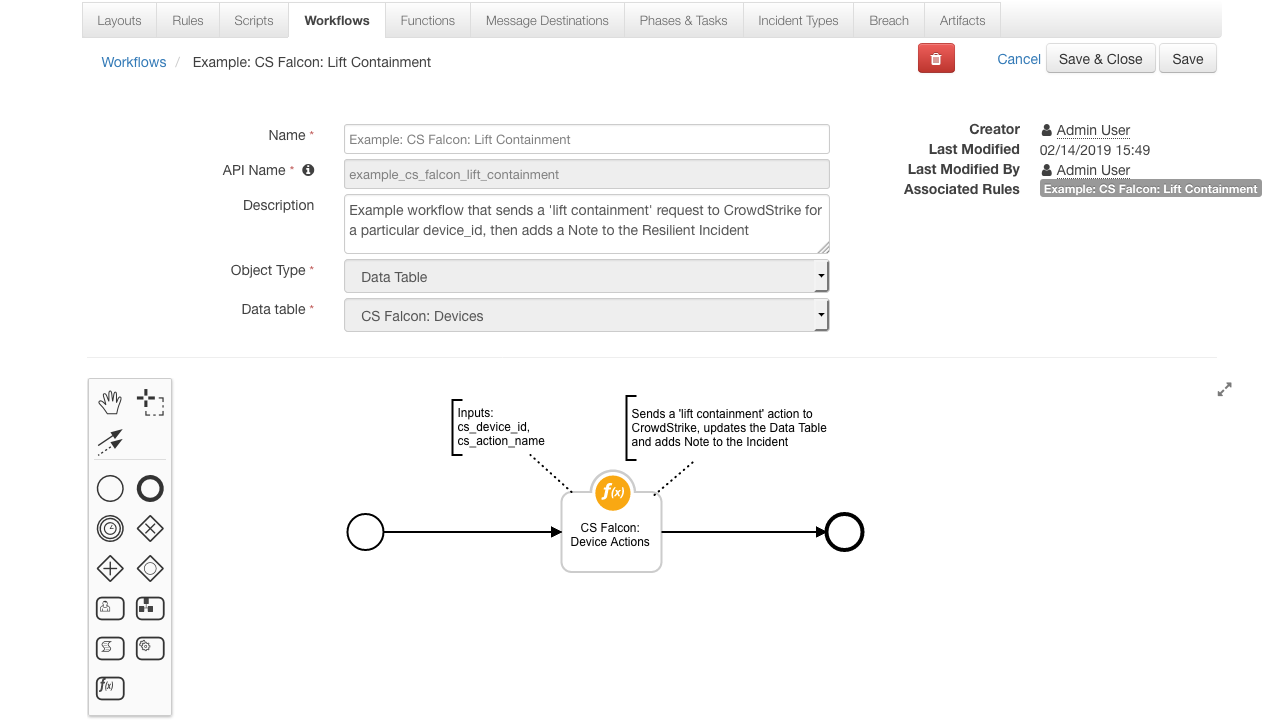 Layouts Rules Scripts Workflows Functions Message Destinations Phases & Tasks Incident Types Breach Artifacts
Workflows / Example: CS Falcon: Lift Containment
Cancel Save & Close Save
Name * Example: CS Falcon: Lift Containment
API Name * example_cs_falcon_lift_containment
Description Example workflow that sends a 'lift containment' request to CrowdStrike for
a particular device_id, then adds a Note to the Resilient Incident
Object Type * Data Table
Data table * CS Falcon: Devices
Creator Admin User
Last Modified 02/14/2019 15:49
Last Modified By Admin User
Associated Rules Example: CS Falcon: Lift Containment
Inputs:
cs_device_id,
cs_action_name
Sends a 'lift containment' action to
CrowdStrike, updates the Data Table
and adds Note to the Incident
f(x)
CS Falcon:
Device Actions
f(x)